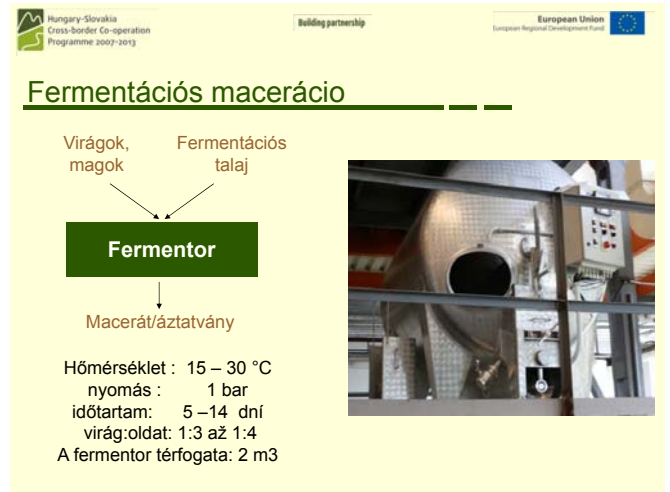 Hungary-Slovakia
Cross-border Co-operation
Programme 2007-2013
Building partnership
European Union
European Regional Development Fund
Fermentációs macerácio
Virágok,
magok
Fermentációs
talaj
Fermentor
Macerát/áztatvány
Hőmérséklet : 15 – 30 °C
nyomás : 1 bar
időtartam: 5 –14 dní
virág:oldat: 1:3 až 1:4
A fermentor térfogata: 2 m3